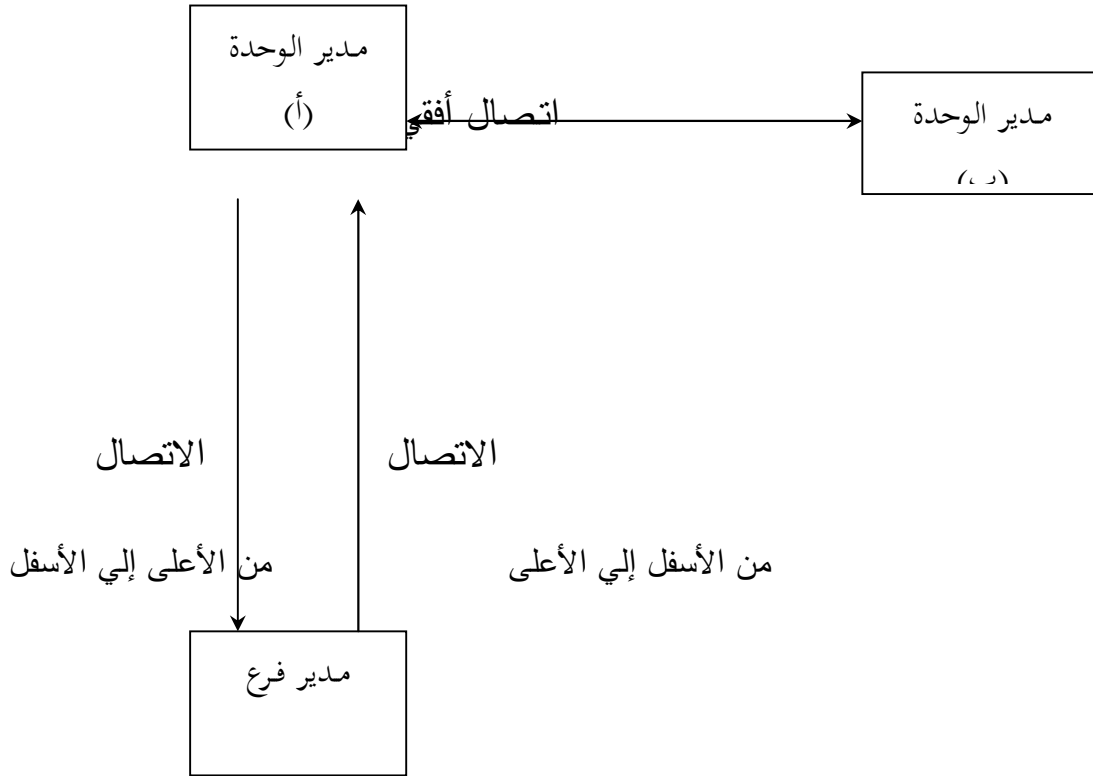 مدير الوحدة
(أ)
اتصال أفقي
مدير الوحدة
(ب)
الاتصال
الاتصال
من الأسفل إلي الأعلى
من الأعلى إلي الأسفل
مدير فرع